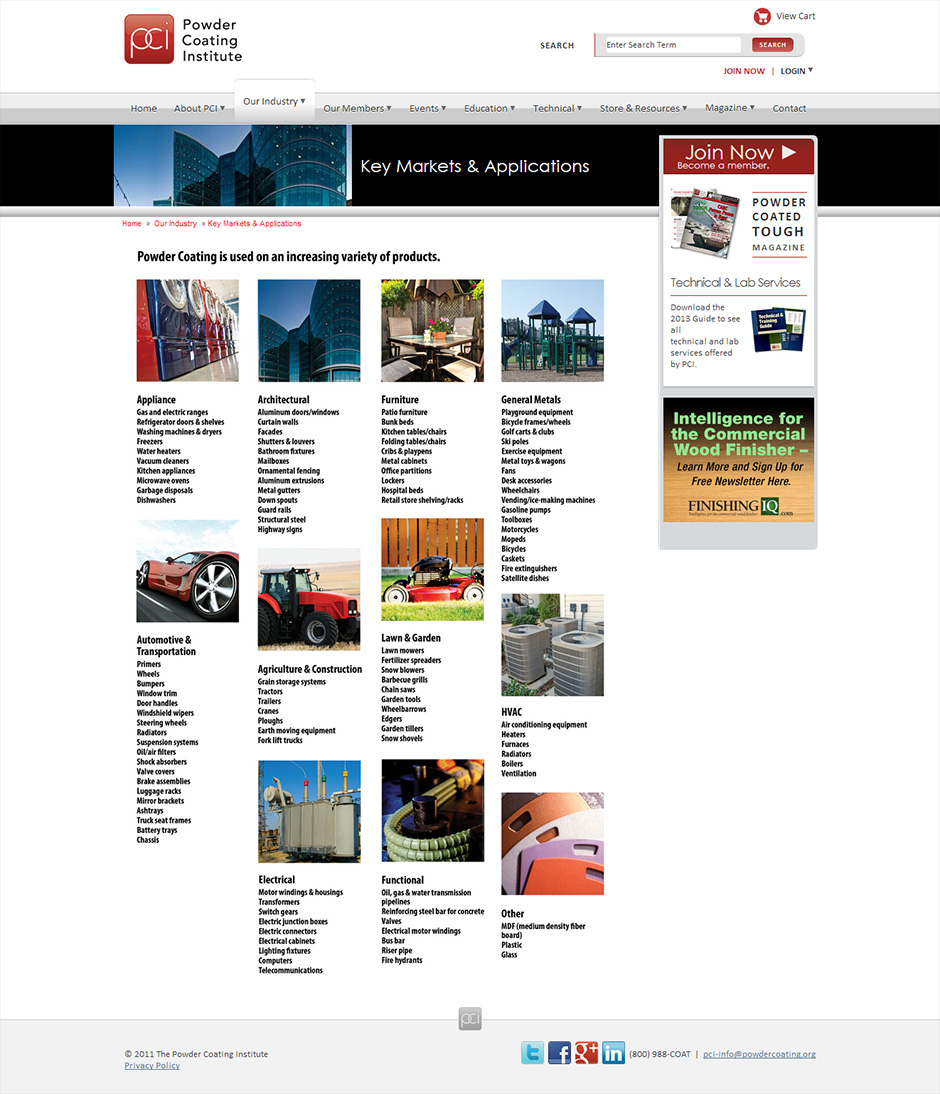 pci Powder
Coating
Institute
View Cart
SEARCH
Enter Search Term
SEARCH
JOIN NOW | LOGIN ▼
Home
About PCI ▼
Our Industry ▼
Our Members ▼
Events ▼
Education ▼
Technical ▼
Store & Resources ▼
Magazine ▼
Contact
Key Markets & Applications
Join Now ▶
Become a member.
POWDER
COATED
TOUGH
MAGAZINE
Technical & Lab Services
Download the
2013 Guide to see
all
technical and lab
services offered
by PCI.
Technical &
Training
Guide
Intelligence for
the Commercial
Wood Finisher –
Learn More and Sign Up for
Free Newsletter Here.
FINISHING IQ.com
Home » Our Industry » Key Markets & Applications
Powder Coating is used on an increasing variety of products.
Appliance
Gas and electric ranges
Refrigerator doors & shelves
Washing machines & dryers
Freezers
Water heaters
Vacuum cleaners
Kitchen appliances
Microwave ovens
Garbage disposals
Dishwashers
Automotive &
Transportation
Primers
Wheels
Bumpers
Window trim
Door handles
Windshield wipers
Steering wheels
Radiators
Suspension systems
Oil/air filters
Shock absorbers
Valve covers
Brake assemblies
Luggage racks
Mirror brackets
Ashtrays
Truck seat frames
Battery trays
Chassis
Architectural
Aluminum doors/windows
Curtain walls
Facades
Shutters & louvers
Bathroom fixtures
Mailboxes
Ornamental fencing
Aluminum extrusions
Metal gutters
Down spouts
Guard rails
Structural steel
Highway signs
Agriculture & Construction
Grain storage systems
Tractors
Trailers
Cranes
Ploughs
Earth moving equipment
Fork lift trucks
Electrical
Motor windings & housings
Transformers
Switch gears
Electric junction boxes
Electric connectors
Electrical cabinets
Lighting fixtures
Computers
Telecommunications
Furniture
Patio furniture
Bunk beds
Kitchen tables/chairs
Folding tables/chairs
Cribs & playpens
Metal cabinets
Office partitions
Lockers
Hospital beds
Retail store shelving/racks
Lawn & Garden
Lawn mowers
Fertilizer spreaders
Snow blowers
Barbecue grills
Chain saws
Garden tools
Wheelbarrows
Edgers
Garden tillers
Snow shovels
Functional
Oil, gas & water transmission
pipelines
Reinforcing steel bar for concrete
Valves
Electrical motor windings
Bus bar
Riser pipe
Fire hydrants
General Metals
Playground equipment
Bicycle frames/wheels
Golf carts & clubs
Ski poles
Exercise equipment
Metal toys & wagons
Fans
Desk accessories
Wheelchairs
Vending/ice-making machines
Gasoline pumps
Toolboxes
Motorcycles
Mopeds
Bicycles
Caskets
Fire extinguishers
Satellite dishes
HVAC
Air conditioning equipment
Heaters
Furnaces
Radiators
Boilers
Ventilation
Other
MDF (medium density fiber
board)
Plastic
Glass
pci
© 2011 The Powder Coating Institute
Privacy Policy
(800) 988-COAT | pci-info@powdercoating.org